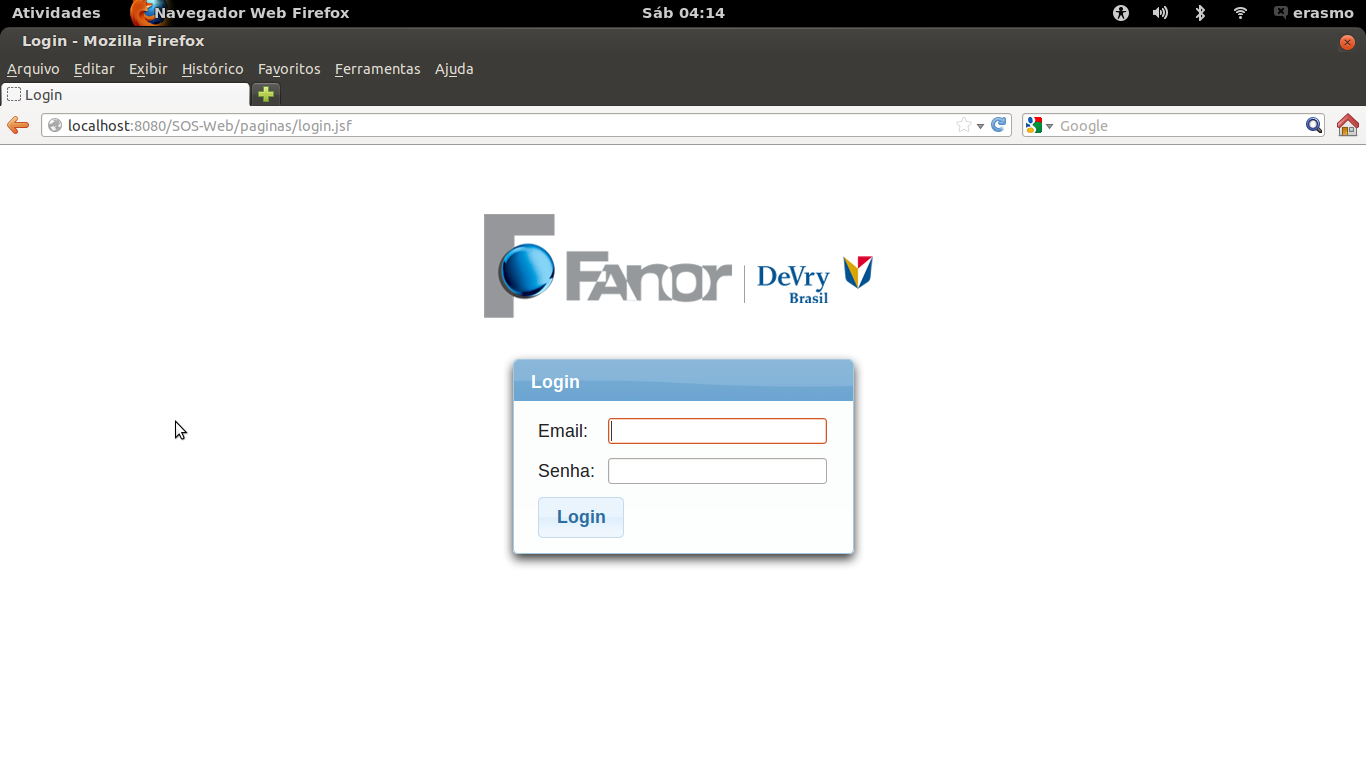 Atividades Navegador Web Firefox Sáb 04:14 erasmo
Login - Mozilla Firefox
Arquivo Editar Exibir Histórico Favoritos Ferramentas Ajuda
Login
localhost:8080/SOS-Web/paginas/login.jsf Google
F Fanor DeVry
Brasil
Login
Email:
Senha:
Login